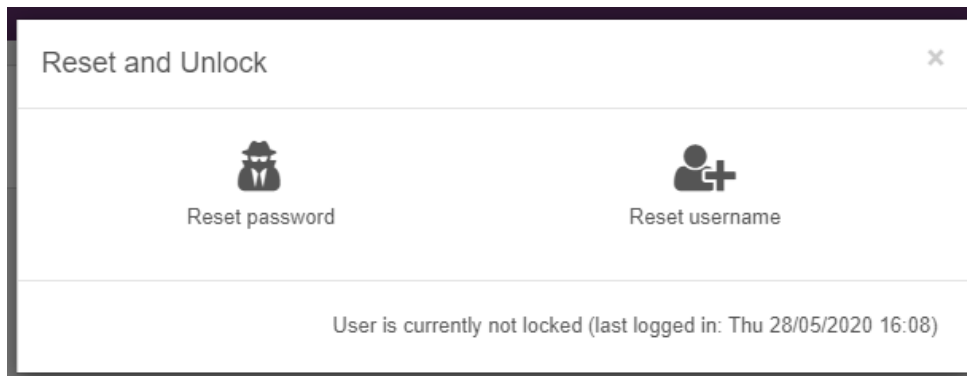 Reset and Unlock ×
Reset password Reset username
User is currently not locked (last logged in: Thu 28/05/2020 16:08)